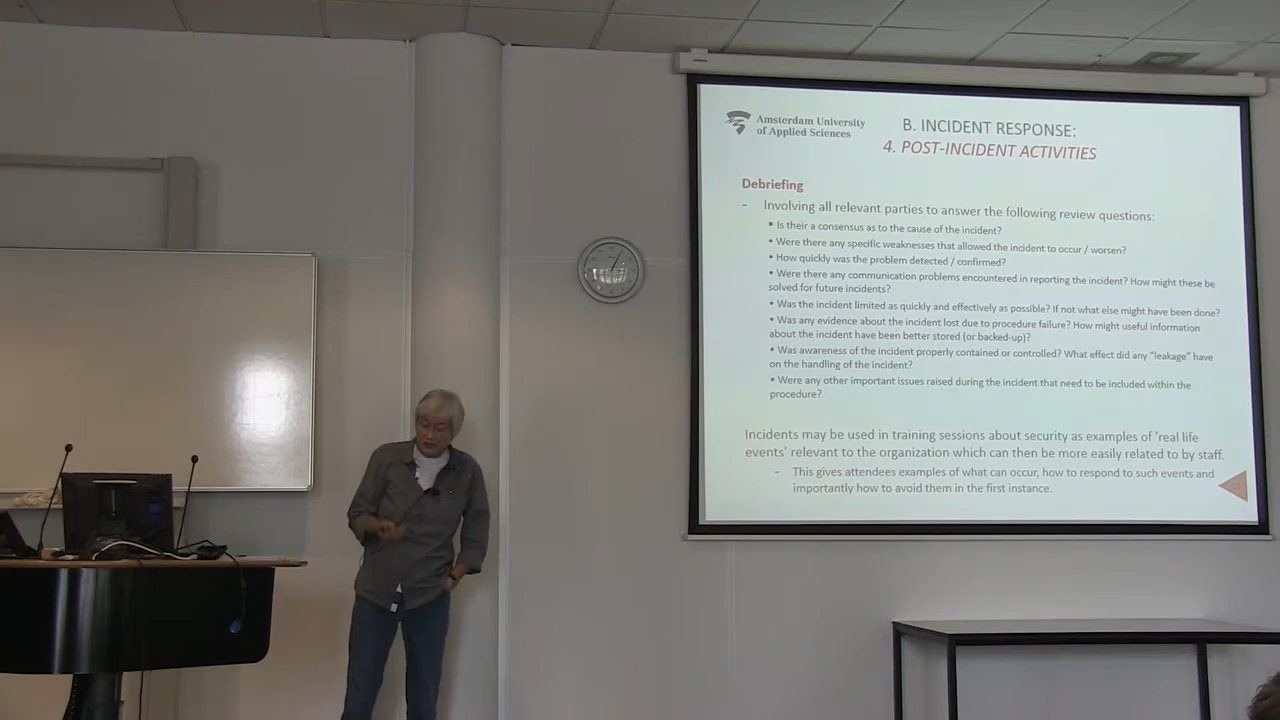 Amsterdam University
of Applied Sciences
B. INCIDENT RESPONSE:
4. POST-INCIDENT ACTIVITIES
Debriefing
- Involving all relevant parties to answer the following review questions:
• Is their a consensus as to the cause of the incident?
• Were there any specific weaknesses that allowed the incident to occur / worsen?
• How quickly was the problem detected / confirmed?
• Were there any communication problems encountered in reporting the incident? How might these be
solved for future incidents?
• Was the incident limited as quickly and effectively as possible? If not what else might have been done?
• Was any evidence about the incident lost due to procedure failure? How might useful information
about the incident have been better stored (or backed-up)?
• Was awareness of the incident properly contained or controlled? What effect did any "leakage" have
on the handling of the incident?
• Were any other important issues raised during the incident that need to be included within the
procedure?
Incidents may be used in training sessions about security as examples of 'real life
events' relevant to the organization which can then be more easily related to by staff.
- This gives attendees examples of what can occur, how to respond to such events and
importantly how to avoid them in the first instance.